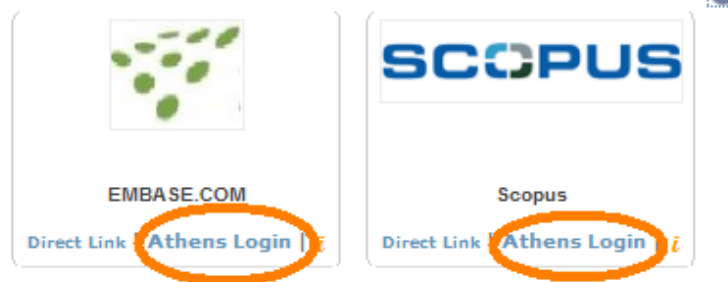 SCOPUS
EMBASE.COM
Scopus
Direct Link | Athens Login | i
Direct Link | Athens Login | i